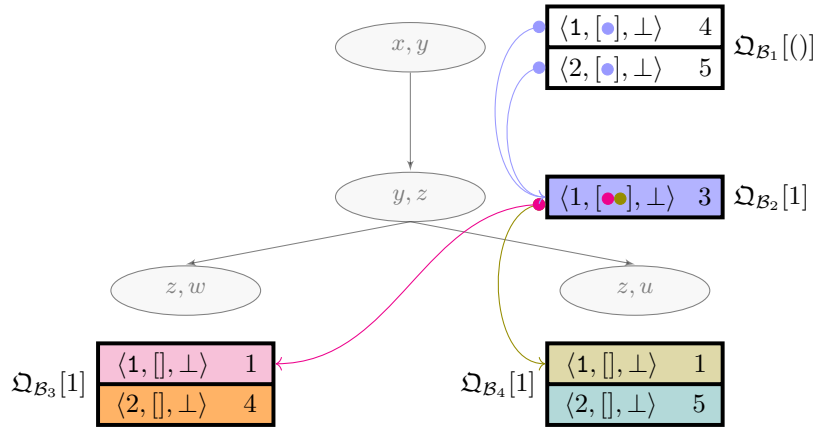 x, y
⟨1, [●], ⊥⟩ 4
⟨2, [●], ⊥⟩ 5
𝔔_{ℬ₁}[()]
y, z
⟨1, [●●], ⊥⟩ 3
𝔔_{ℬ₂}[1]
z, w
z, u
𝔔_{ℬ₃}[1]
⟨1, [], ⊥⟩ 1
⟨2, [], ⊥⟩ 4
𝔔_{ℬ₄}[1]
⟨1, [], ⊥⟩ 1
⟨2, [], ⊥⟩ 5